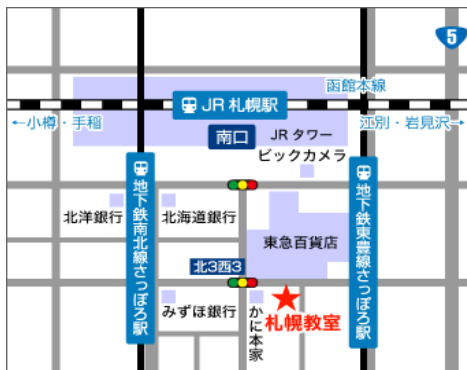 5
函館本線
JR 札幌駅
←小樽・手稲
江別・岩見沢→
南口
JR タワー
ビックカメラ
地下鉄南北線さっぽろ駅
地下鉄東豊線さっぽろ駅
北洋銀行
北海道銀行
東急百貨店
北3西3
みずほ銀行
かに本家
札幌教室